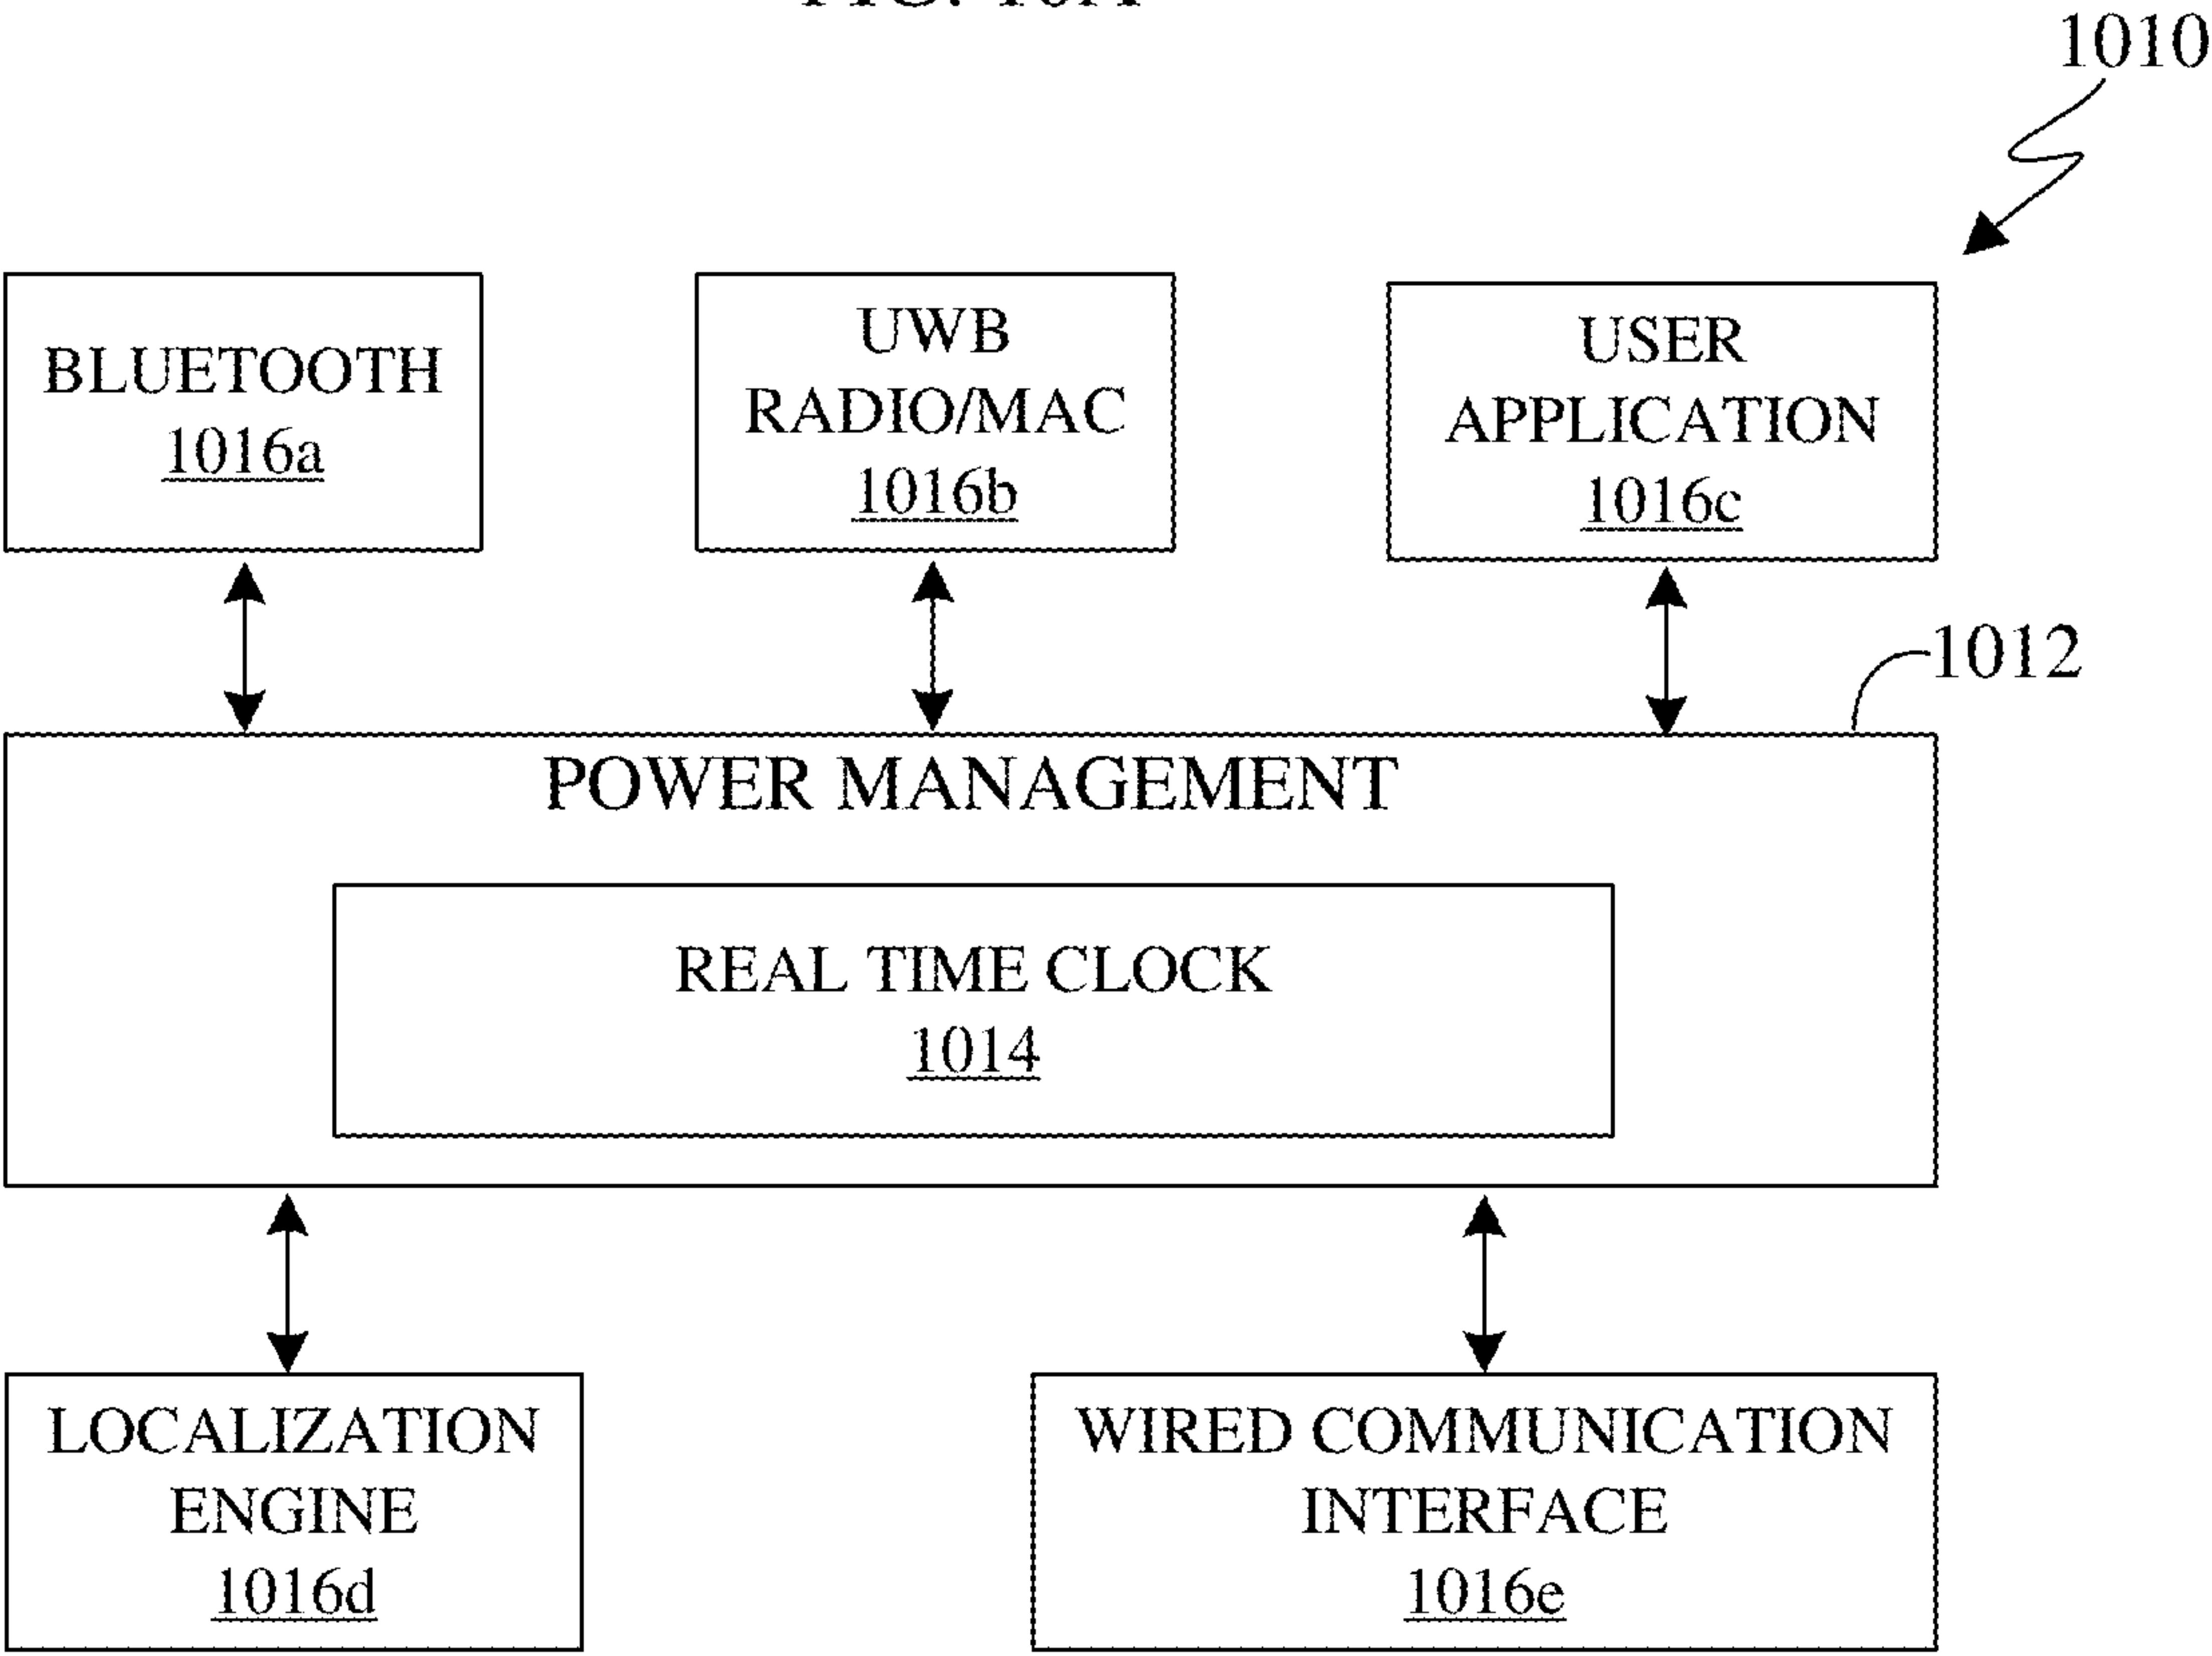 1010
BLUETOOTH
1016a
UWB
RADIO/MAC
1016b
USER
APPLICATION
1016c
1012
POWER MANAGEMENT
REAL TIME CLOCK
1014
LOCALIZATION
ENGINE
1016d
WIRED COMMUNICATION
INTERFACE
1016e